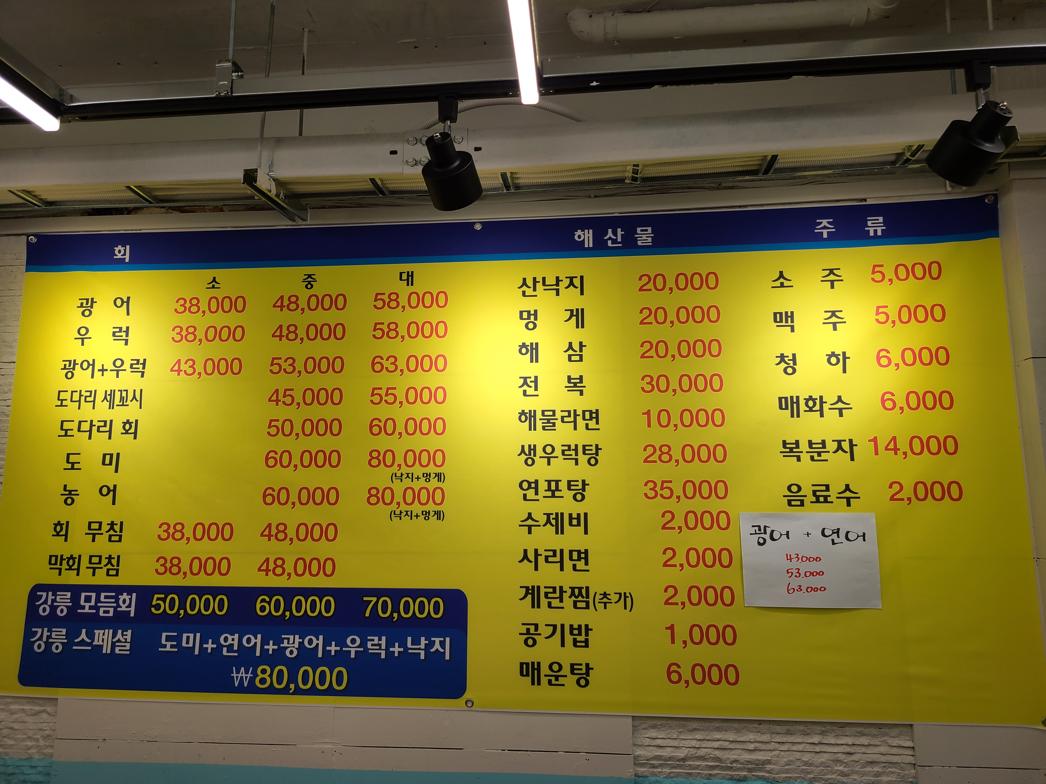 회
소 중 대
광 어 38,000 48,000 58,000
우 럭 38,000 48,000 58,000
광어+우럭 43,000 53,000 63,000
도다리 세꼬시 45,000 55,000
도다리 회 50,000 60,000
도 미 60,000 80,000
(낙지+멍게)
농 어 60,000 80,000
(낙지+멍게)
회 무침 38,000 48,000
막회 무침 38,000 48,000
강릉 모듬회 50,000 60,000 70,000
강릉 스페셜 도미+연어+광어+우럭+낙지
₩80,000
해 산 물
산낙지 20,000
멍 게 20,000
해 삼 20,000
전 복 30,000
해물라면 10,000
생우럭탕 28,000
연포탕 35,000
수제비 2,000
사리면 2,000
계란찜(추가) 2,000
공기밥 1,000
매운탕 6,000
주 류
소 주 5,000
맥 주 5,000
청 하 6,000
매화수 6,000
복분자 14,000
음료수 2,000
광어 + 연어
43000
53.000
63.000